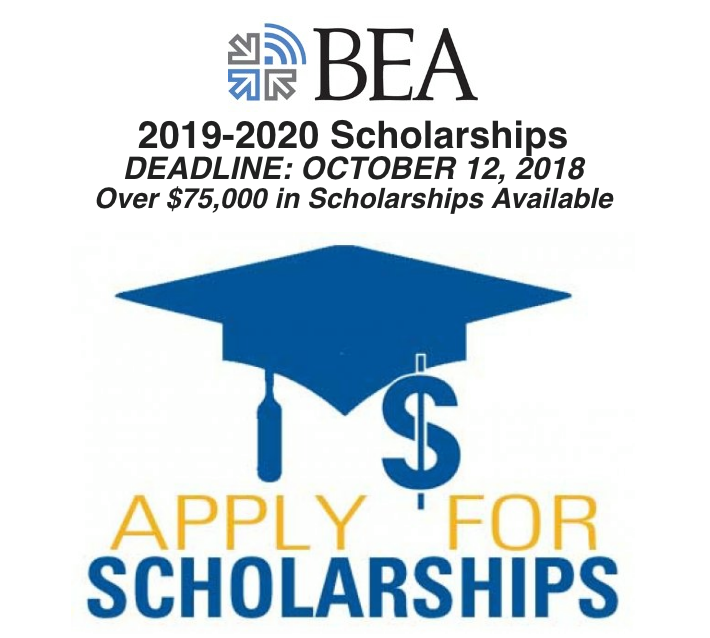 BEA
2019-2020 Scholarships
DEADLINE: OCTOBER 12, 2018
Over $75,000 in Scholarships Available
$
APPLY FOR
SCHOLARSHIPS